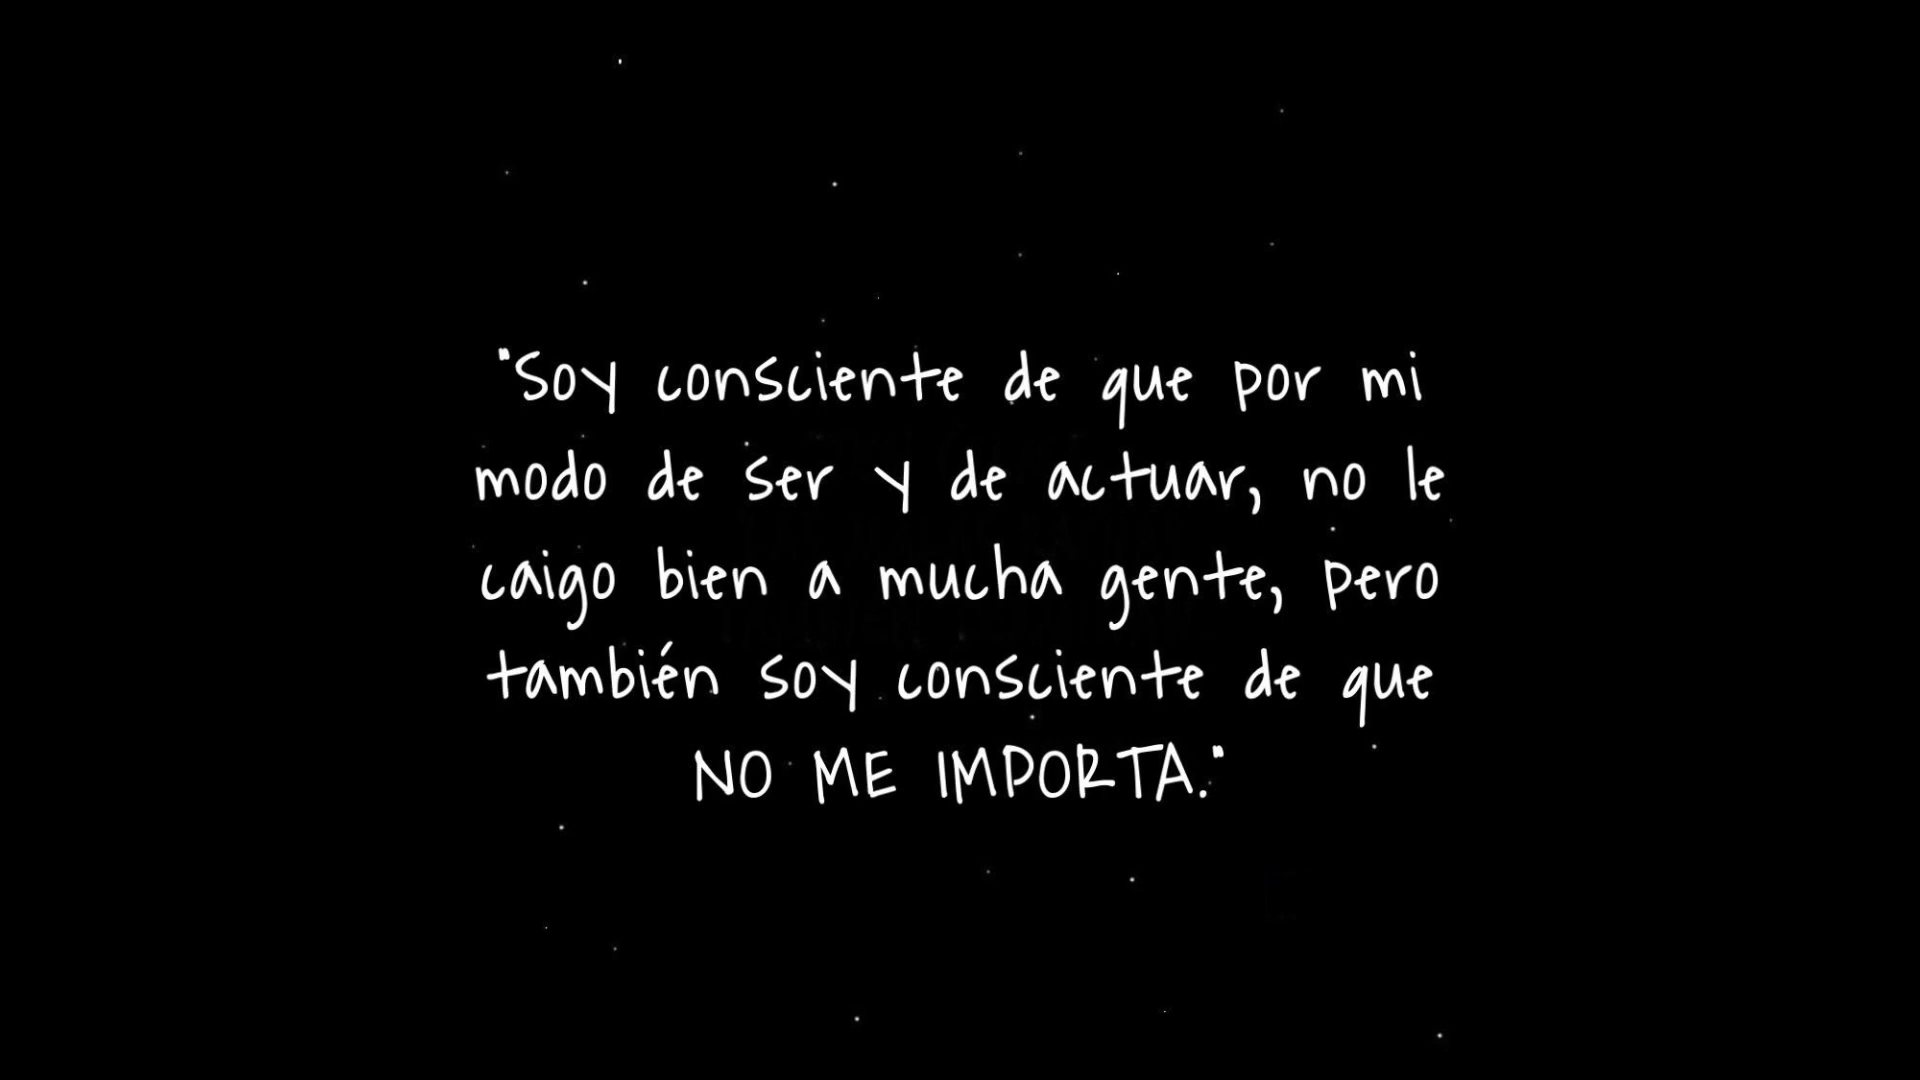 "Soy consciente de que por mi
modo de ser y de actuar, no le
caigo bien a mucha gente, pero
también soy consciente de que
NO ME IMPORTA."